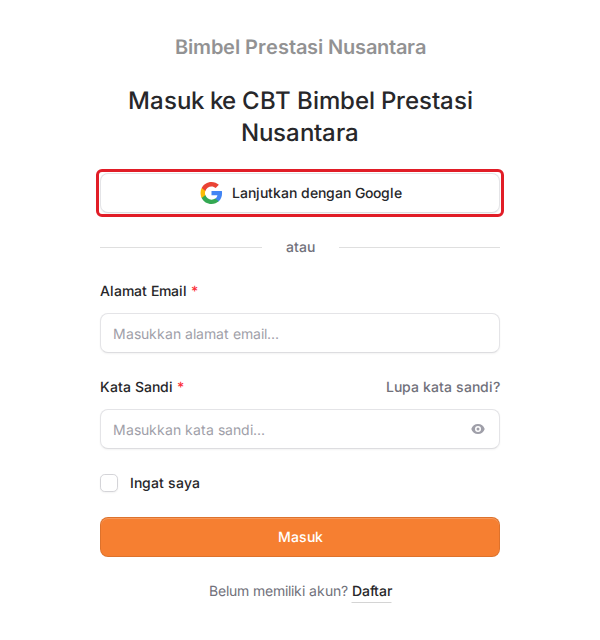 Bimbel Prestasi Nusantara
Masuk ke CBT Bimbel Prestasi
Nusantara
Lanjutkan dengan Google
atau
Alamat Email *
Masukkan alamat email...
Kata Sandi * Lupa kata sandi?
Masukkan kata sandi...
Ingat saya
Masuk
Belum memiliki akun? Daftar